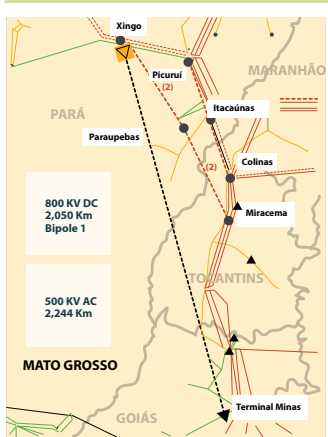 Xingo
Picuruí
(2)
MARANHÃO
Itacaúnas
PARÁ
Paraupebas
Colinas
(2)
800 KV DC
2,050 Km
Bipole 1
Miracema
500 KV AC
2,244 Km
TOCANTINS
MATO GROSSO
Terminal Minas
GOIÁS